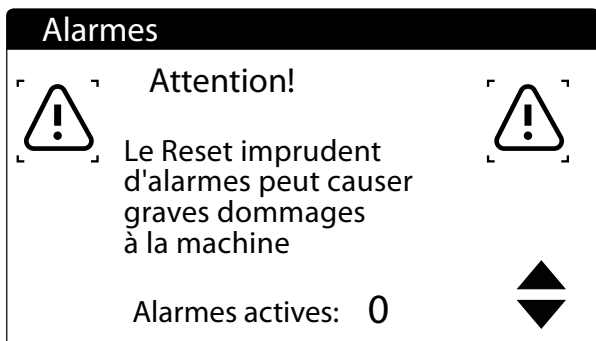 Alarmes
Attention!
Le Reset imprudent
d'alarmes peut causer
graves dommages
à la machine
Alarmes actives: 0